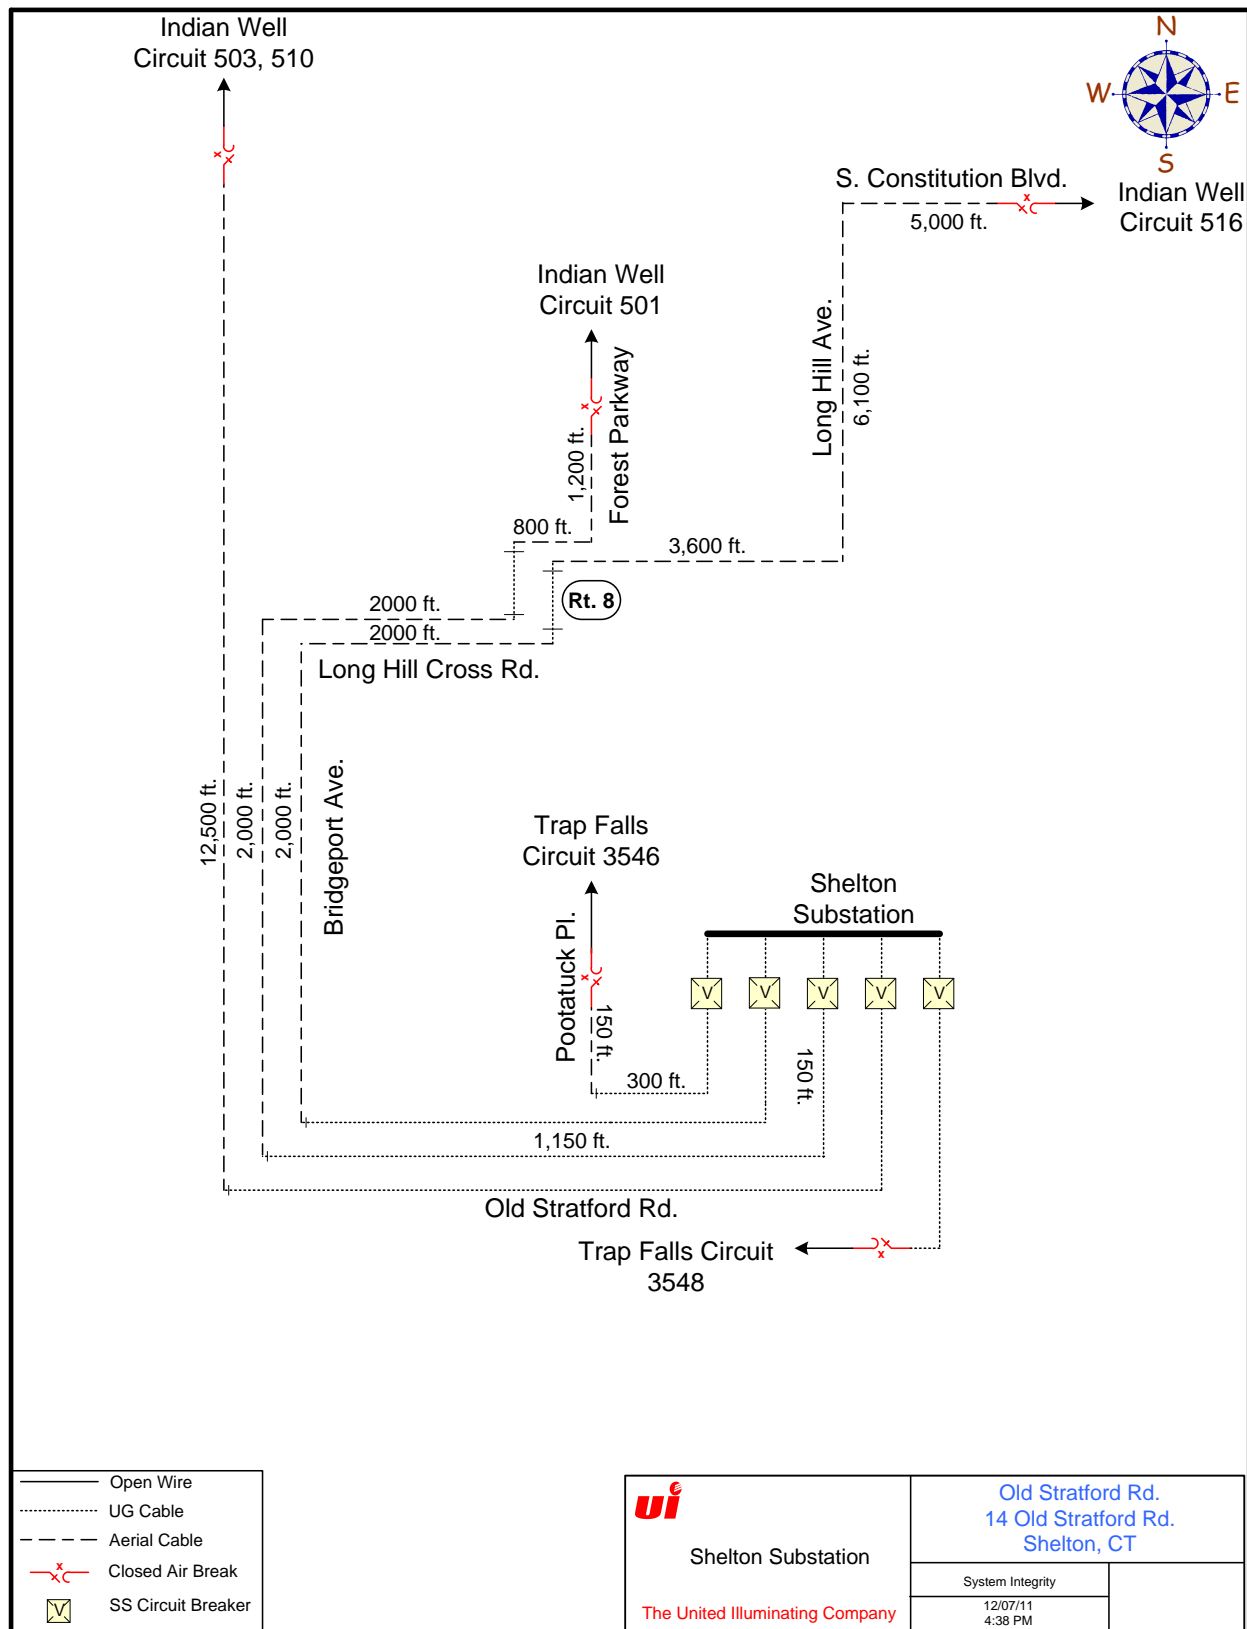 Indian Well
Circuit 503, 510
N
W
E
S
S. Constitution Blvd.
5,000 ft.
Indian Well
Circuit 516
Indian Well
Circuit 501
Long Hill Ave.
6,100 ft.
Forest Parkway
1,200 ft.
800 ft.
3,600 ft.
Rt. 8
2000 ft.
2000 ft.
Long Hill Cross Rd.
12,500 ft.
2,000 ft.
2,000 ft.
Bridgeport Ave.
Trap Falls
Circuit 3546
Shelton
Substation
Pootatuck Pl.
150 ft.
V
V
V
V
V
300 ft.
150 ft.
1,150 ft.
Old Stratford Rd.
Trap Falls Circuit
3548
Open Wire
UG Cable
Aerial Cable
Closed Air Break
V
SS Circuit Breaker
ui
Shelton Substation
The United Illuminating Company
Old Stratford Rd.
14 Old Stratford Rd.
Shelton, CT
System Integrity
12/07/11
4:38 PM